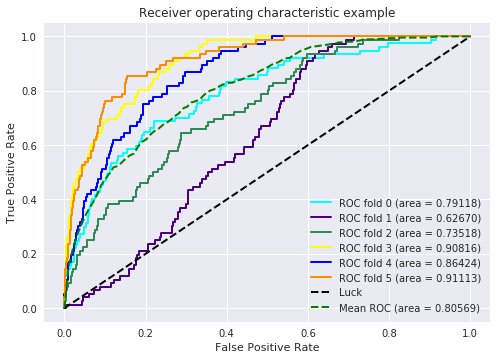 Receiver operating characteristic example
1.0
0.8
0.6
0.4
0.2
0.0
True Positive Rate
ROC fold 0 (area = 0.79118)
ROC fold 1 (area = 0.62670)
ROC fold 2 (area = 0.73518)
ROC fold 3 (area = 0.90816)
ROC fold 4 (area = 0.86424)
ROC fold 5 (area = 0.91113)
Luck
Mean ROC (area = 0.80569)
0.0 0.2 0.4 0.6 0.8 1.0
False Positive Rate